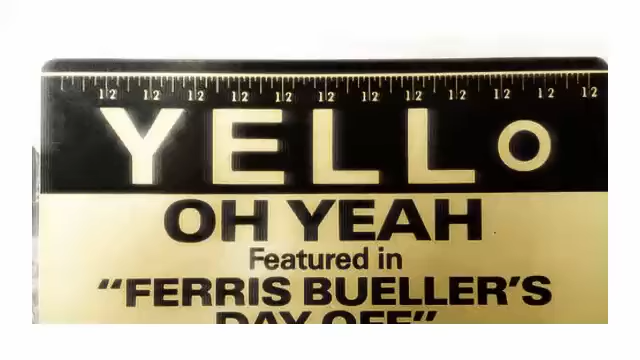 12 12 12 12 12 12 12 12 12 12 12 12
YELLO
OH YEAH
Featured in
“FERRIS BUELLER'S
DAY OFF”